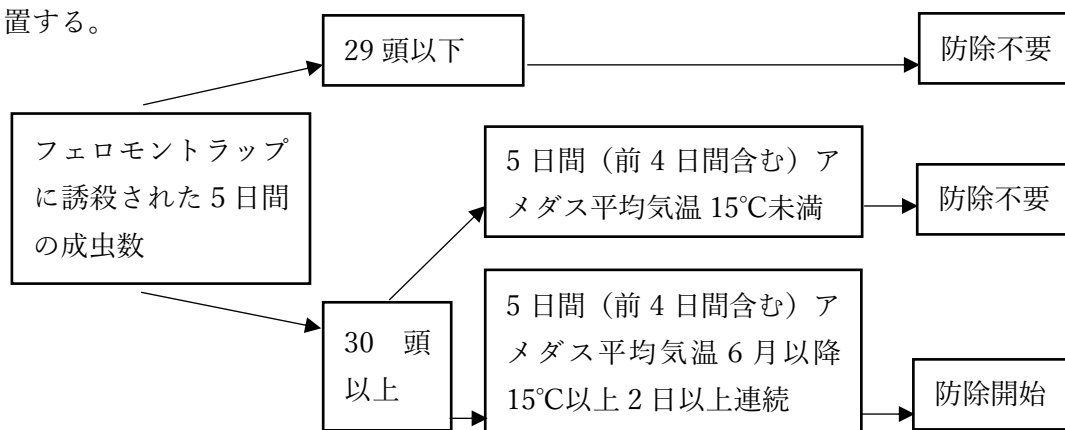 置する。
29 頭以下
防除不要
フェロモントラップ
に誘殺された 5 日間
の成虫数
5 日間（前 4 日間含む）ア
メダス平均気温 15℃未満
防除不要
30 頭
以上
5 日間（前 4 日間含む）ア
メダス平均気温 6 月以降
15℃以上 2 日以上連続
防除開始